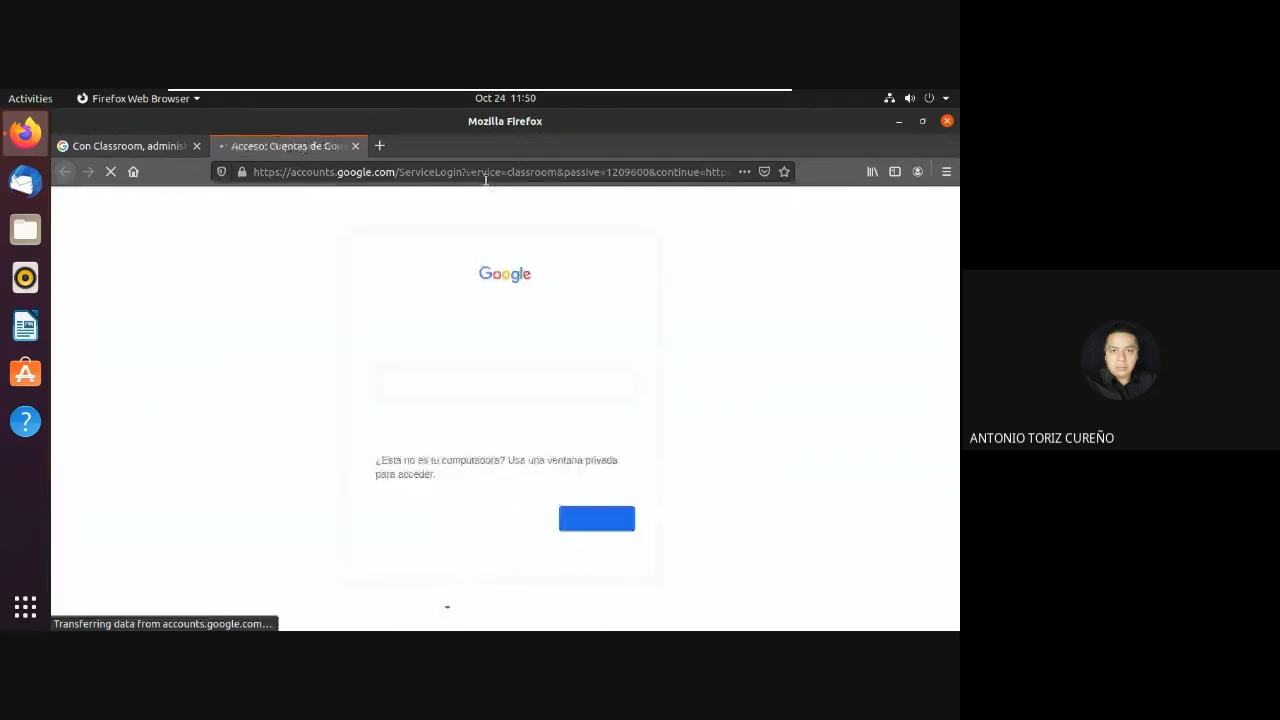 Activities
Firefox Web Browser
Oct 24 11:50
Mozilla Firefox
Con Classroom, adminis
Acceso: Cuentas de Go
https://accounts.google.com/ServiceLogin?service=classroom&passive=1209600&continue=http
Google
¿Esta no es tu computadora? Usa una ventana privada
para acceder.
Transferring data from accounts.google.com...
ANTONIO TORIZ CUREÑO